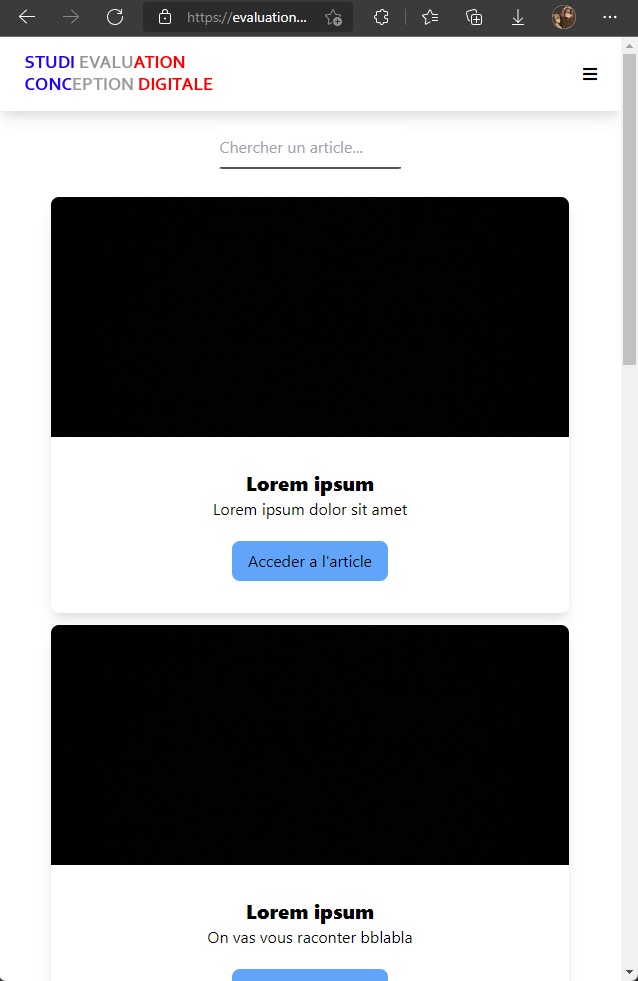 https://evaluation...
STUDI EVALUATION
CONCEPTION DIGITALE
Chercher un article...
Lorem ipsum
Lorem ipsum dolor sit amet
Acceder a l'article
Lorem ipsum
On vas vous raconter bblabla